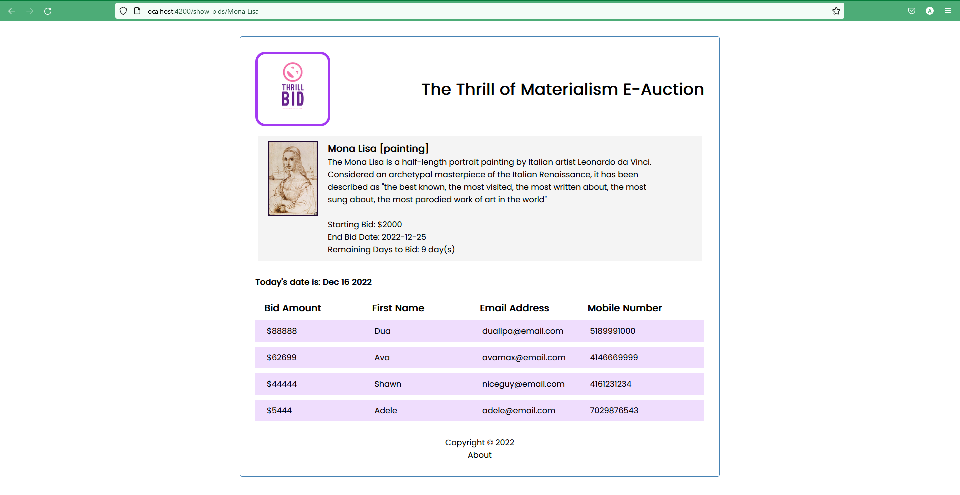 localhost:4200/show-bids/Mona Lisa
THRILL
BID
The Thrill of Materialism E-Auction
Mona Lisa [painting]
The Mona Lisa is a half-length portrait painting by Italian artist Leonardo da Vinci.
Considered an archetypal masterpiece of the Italian Renaissance, it has been
described as "the best known, the most visited, the most written about, the most
sung about, the most parodied work of art in the world"
Starting Bid: $2000
End Bid Date: 2022-12-25
Remaining Days to Bid: 9 day(s)
Today's date is: Dec 16 2022
Bid Amount First Name Email Address Mobile Number
$88888 Dua dualipa@email.com 5189991000
$62699 Ava avamax@email.com 4146669999
$44444 Shawn niceguy@email.com 4161231234
$5444 Adele adele@email.com 7029876543
Copyright © 2022
About